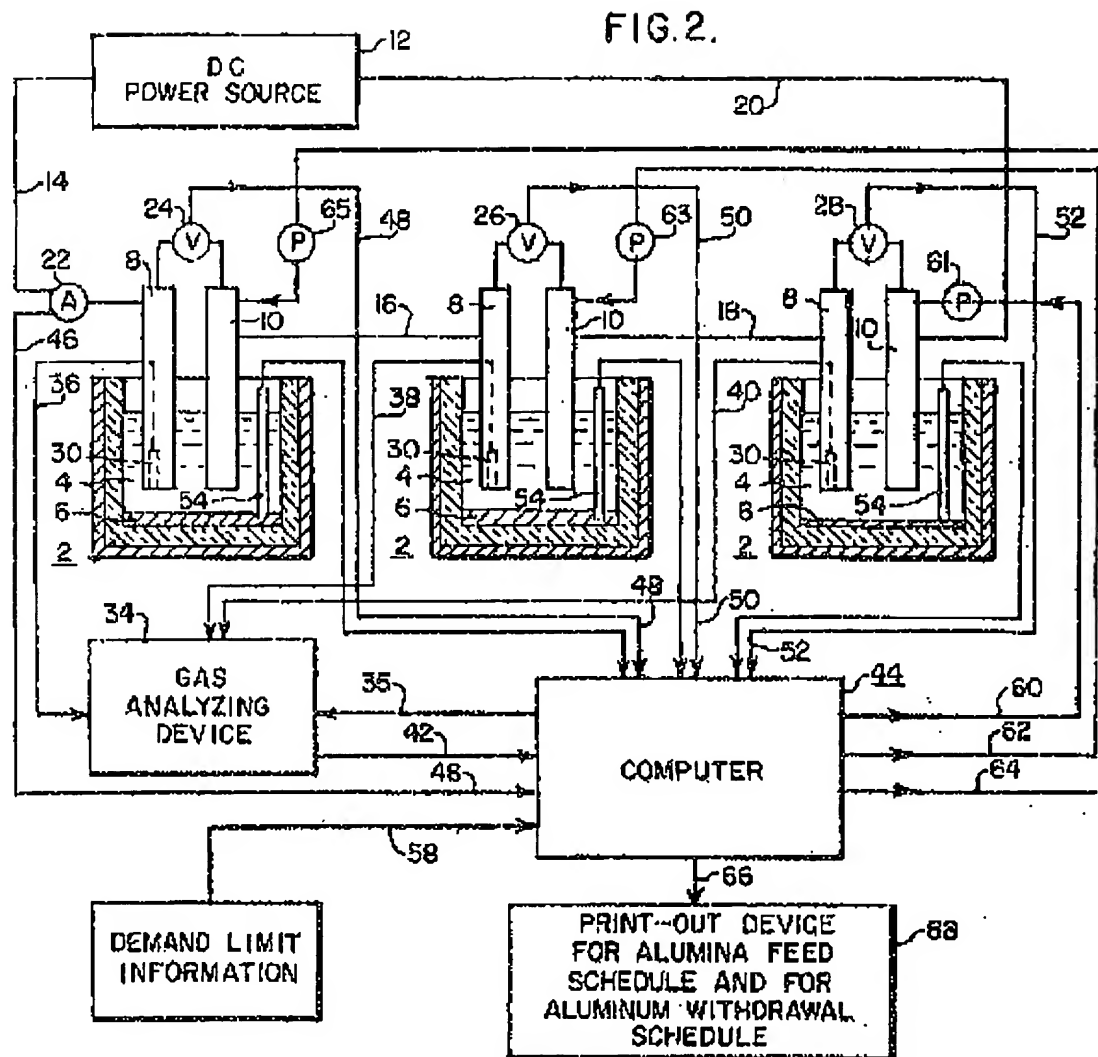 FIG.2.
12
DC
POWER SOURCE
20
14
24
V
65
P
48
26
V
63
P
50
28
V
52
61
P
22
A
8
10
16
8
10
18
8
10
46
36
38
40
30
4
6
54
2
30
4
6
54
2
30
4
6
54
2
34
GAS
ANALYZING
DEVICE
48
50
52
44
35
42
48
COMPUTER
60
62
64
58
66
DEMAND LIMIT
INFORMATION
PRINT-OUT DEVICE
FOR ALUMINA FEED
SCHEDULE AND FOR
ALUMINUM WITHDRAWAL
SCHEDULE
68